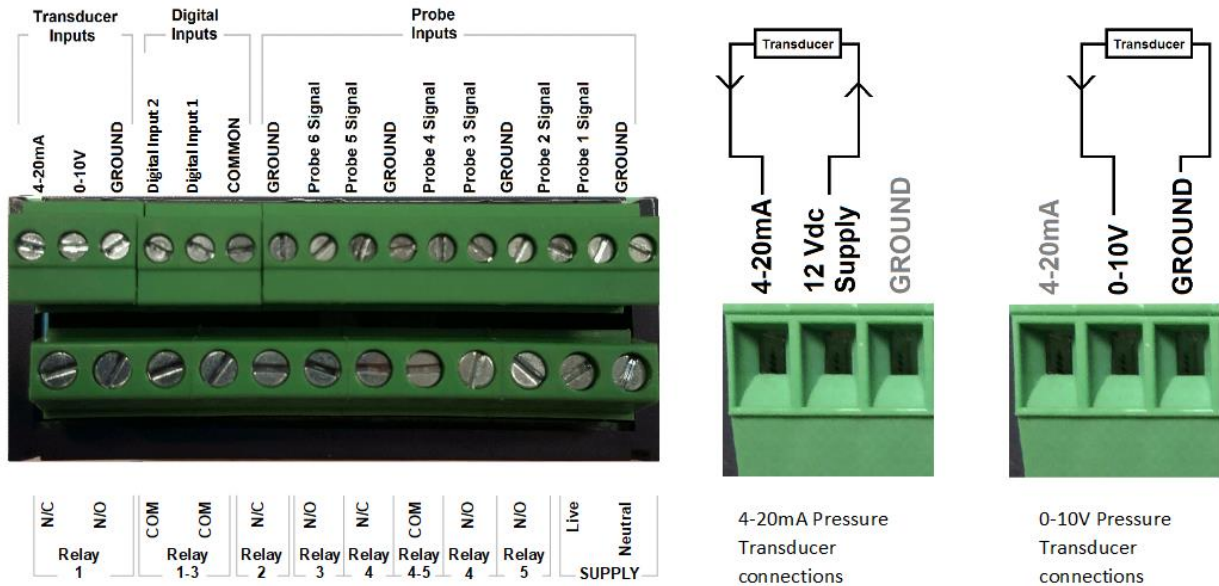 Transducer
Inputs
Digital
Inputs
Probe
Inputs
4-20mA
0-10V
GROUND
Digital Input 2
Digital Input 1
COMMON
GROUND
Probe 6 Signal
Probe 5 Signal
GROUND
Probe 4 Signal
Probe 3 Signal
GROUND
Probe 2 Signal
Probe 1 Signal
GROUND
N/C
N/O
Relay
1
COM
COM
Relay
1-3
N/C
Relay
2
N/O
Relay
3
N/C
Relay
4
COM
Relay
4-5
N/O
Relay
4
N/O
Relay
5
Live
Neutral
SUPPLY
Transducer
4-20mA
12 Vdc
Supply
GROUND
4-20mA Pressure
Transducer
connections
Transducer
4-20mA
0-10V
GROUND
0-10V Pressure
Transducer
connections